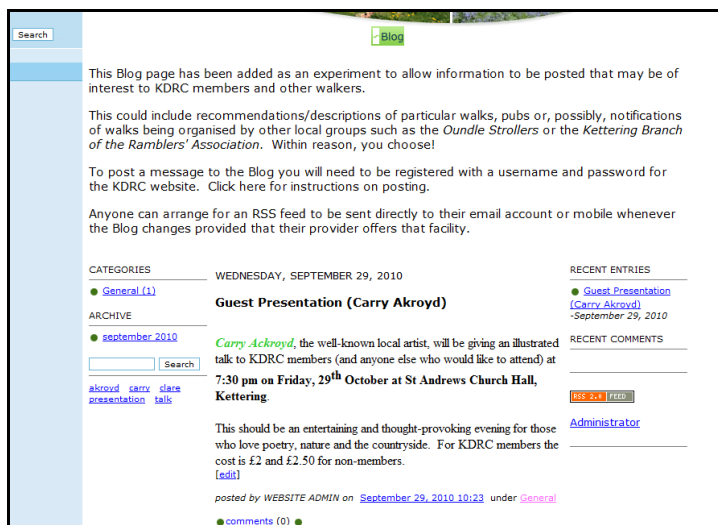 Search
Blog
This Blog page has been added as an experiment to allow information to be posted that may be of
interest to KDRC members and other walkers.
This could include recommendations/descriptions of particular walks, pubs or, possibly, notifications
of walks being organised by other local groups such as the Oundle Strollers or the Kettering Branch
of the Ramblers' Association.  Within reason, you choose!
To post a message to the Blog you will need to be registered with a username and password for
the KDRC website.  Click here for instructions on posting.
Anyone can arrange for an RSS feed to be sent directly to their email account or mobile whenever
the Blog changes provided that their provider offers that facility.
CATEGORIES
General (1)
ARCHIVE
september 2010
Search
akroyd carry clare
presentation talk
WEDNESDAY, SEPTEMBER 29, 2010
Guest Presentation (Carry Akroyd)
Carry Ackroyd, the well-known local artist, will be giving an illustrated
talk to KDRC members (and anyone else who would like to attend) at
7:30 pm on Friday, 29th October at St Andrews Church Hall,
Kettering.
This should be an entertaining and thought-provoking evening for those
who love poetry, nature and the countryside.  For KDRC members the
cost is £2 and £2.50 for non-members.
[edit]
posted by WEBSITE ADMIN on September 29, 2010 10:23 under General
comments (0)
RECENT ENTRIES
Guest Presentation
(Carry Akroyd)
-September 29, 2010
RECENT COMMENTS
RSS 2.0 FEED
Administrator